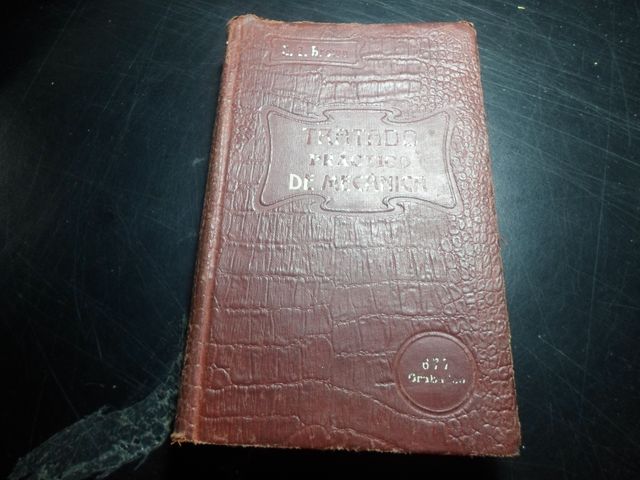 TRATADO
PRACTICO
DE MECÁNICA
677
Grabados